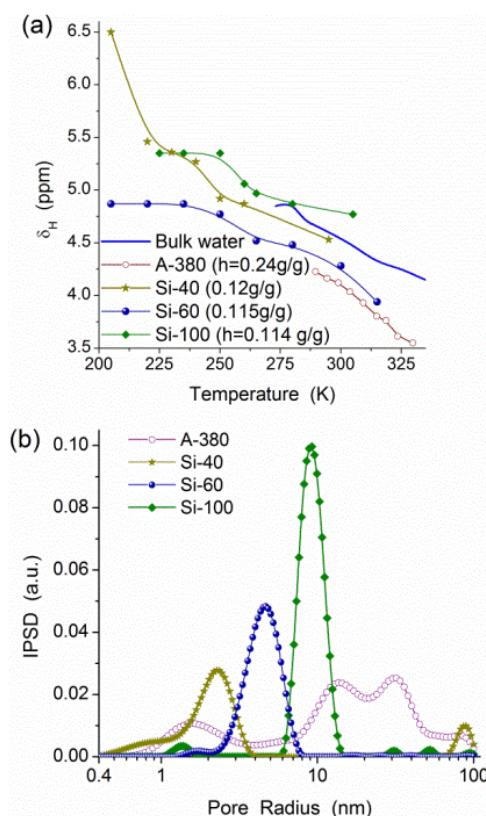 (a)
6.5
6.0
5.5
5.0
4.5
4.0
3.5
δH (ppm)
Bulk water
A-380 (h=0.24g/g)
Si-40 (0.12g/g)
Si-60 (0.115g/g)
Si-100 (h=0.114 g/g)
200 225 250 275 300 325
Temperature (K)
(b)
0.10
0.08
0.06
0.04
0.02
0.00
IPSD (a.u.)
A-380
Si-40
Si-60
Si-100
0.4 1 10 100
Pore Radius (nm)